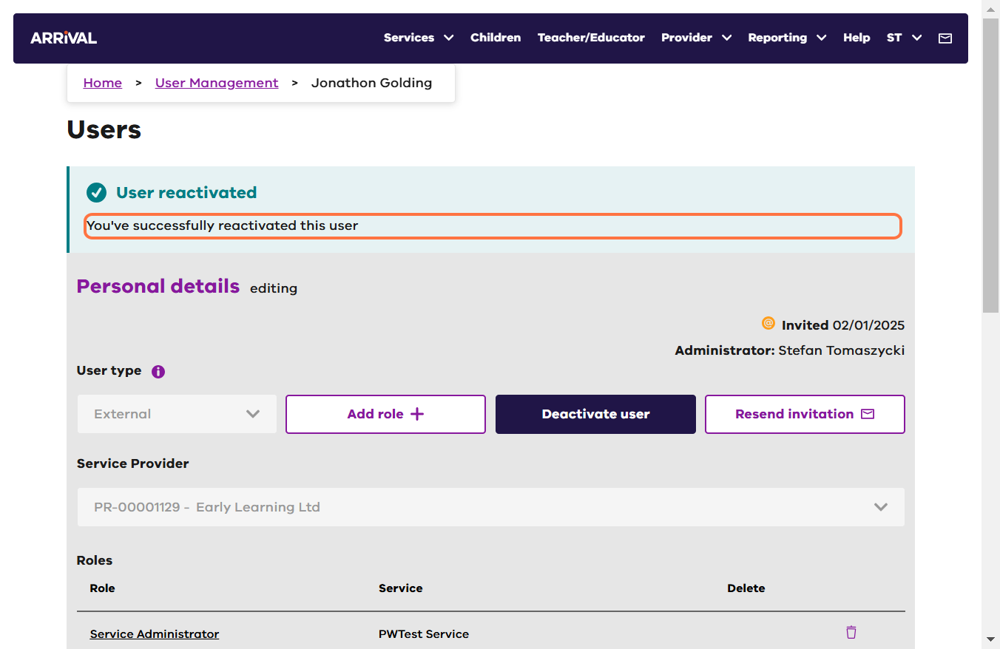 ARRiVAL Services Children Teacher/Educator Provider Reporting Help ST
Home > User Management > Jonathon Golding
Users
User reactivated
You've successfully reactivated this user
Personal details editing
@ Invited 02/01/2025
Administrator: Stefan Tomaszycki
User type i
External Add role + Deactivate user Resend invitation
Service Provider
PR-00001129 - Early Learning Ltd
Roles
Role Service Delete
Service Administrator PWTest Service